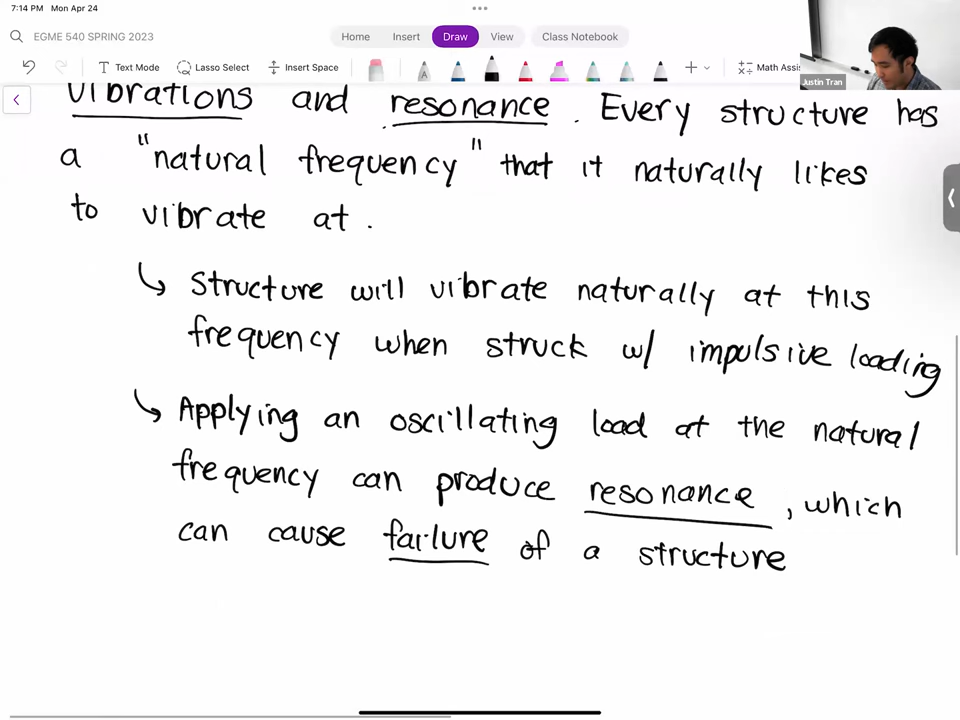 7:14 PM Mon Apr 24
EGME 540 SPRING 2023
Home Insert Draw View Class Notebook
Text Mode Lasso Select Insert Space Math Assis
Justin Tran
vibrations and resonance. Every structure has
a "natural frequency" that it naturally likes
to vibrate at.
↳ Structure will vibrate naturally at this
frequency when struck w/ impulsive loading
↳ Applying an oscillating load at the natural
frequency can produce resonance, which
can cause failure of a structure